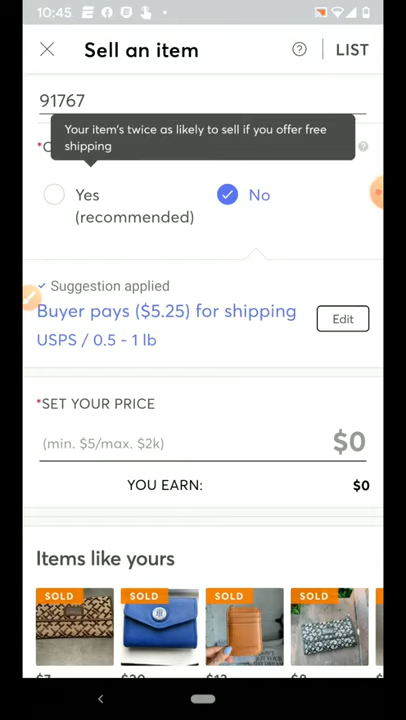 10:45
Sell an item
LIST
91767
Your item's twice as likely to sell if you offer free
shipping
Yes
(recommended)
No
Suggestion applied
Buyer pays ($5.25) for shipping
USPS / 0.5 - 1 lb
Edit
*SET YOUR PRICE
(min. $5/max. $2k)
$0
YOU EARN:
$0
Items like yours
SOLD
SOLD
SOLD
SOLD